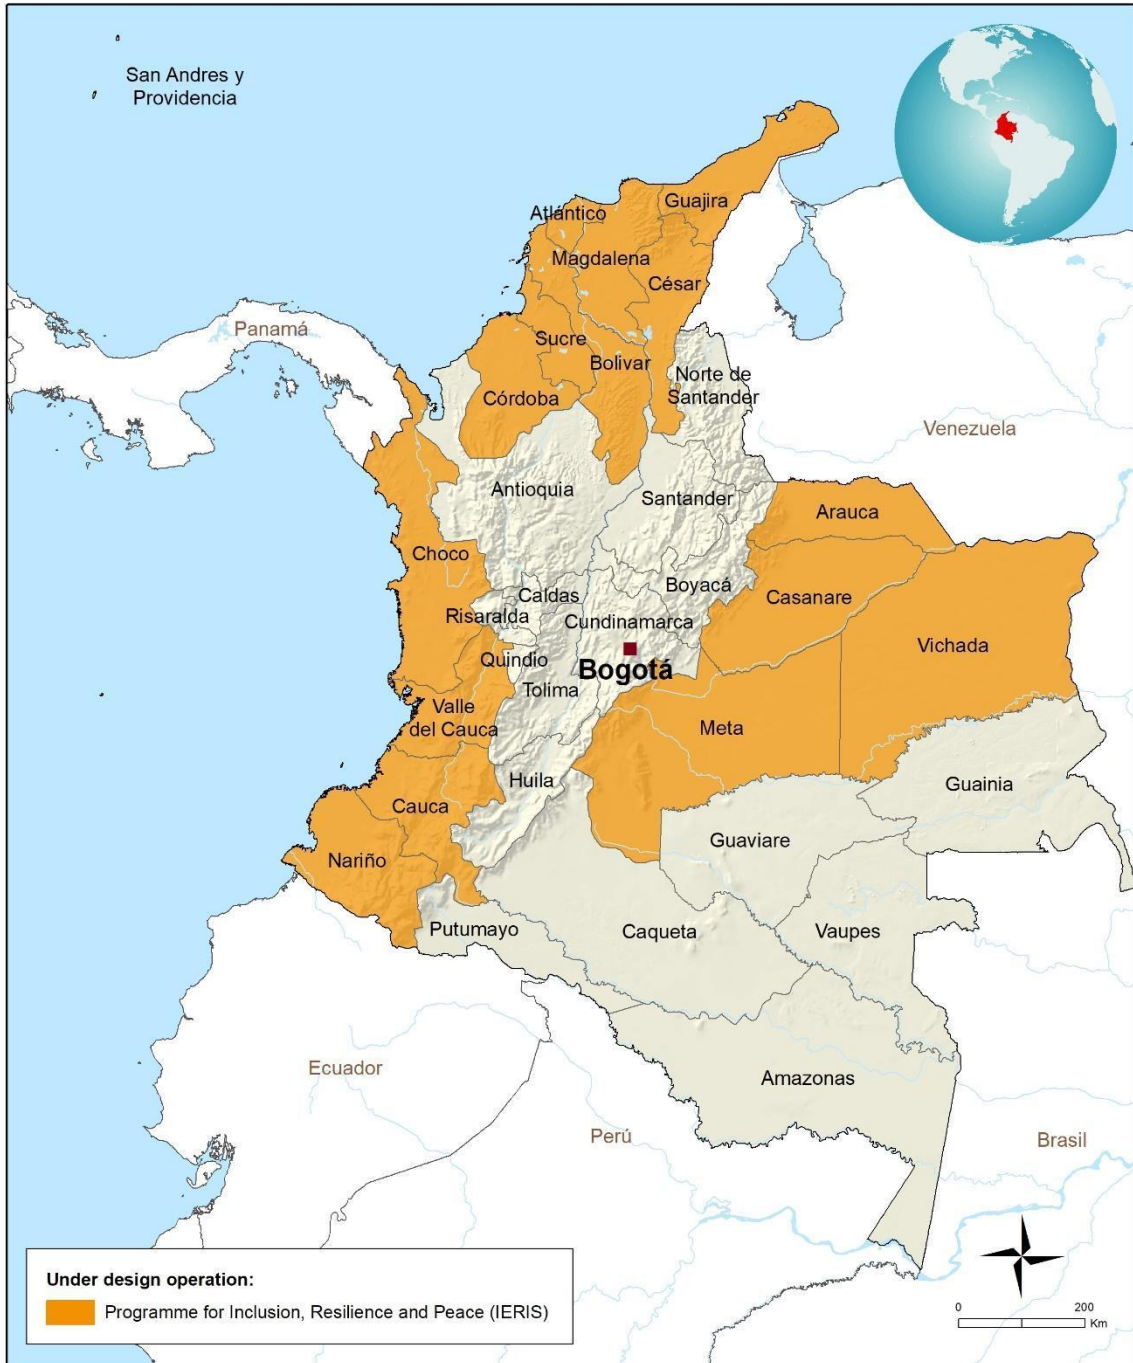 San Andres y
Providencia
Guajira
Atlántico
Magdalena
César
Panamá
Sucre
Bolivar
Norte de
Santander
Córdoba
Venezuela
Antioquia
Santander
Arauca
Choco
Boyacá
Caldas
Casanare
Risaralda
Cundinamarca
Vichada
Quindio
Bogotá
Tolima
Valle
del Cauca
Meta
Huila
Guainia
Cauca
Guaviare
Nariño
Putumayo
Caqueta
Vaupes
Ecuador
Amazonas
Perú
Brasil
Under design operation:
Programme for Inclusion, Resilience and Peace (IERIS)
0 200
Km